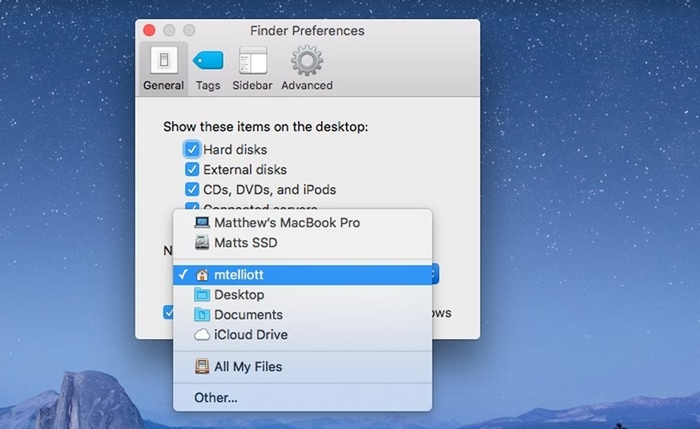 Finder Preferences
General Tags Sidebar Advanced
Show these items on the desktop:
Hard disks
External disks
CDs, DVDs, and iPods
Connected servers
Matthew's MacBook Pro
Matts SSD
N
mtelliott
Desktop
Documents
ows
iCloud Drive
All My Files
Other...